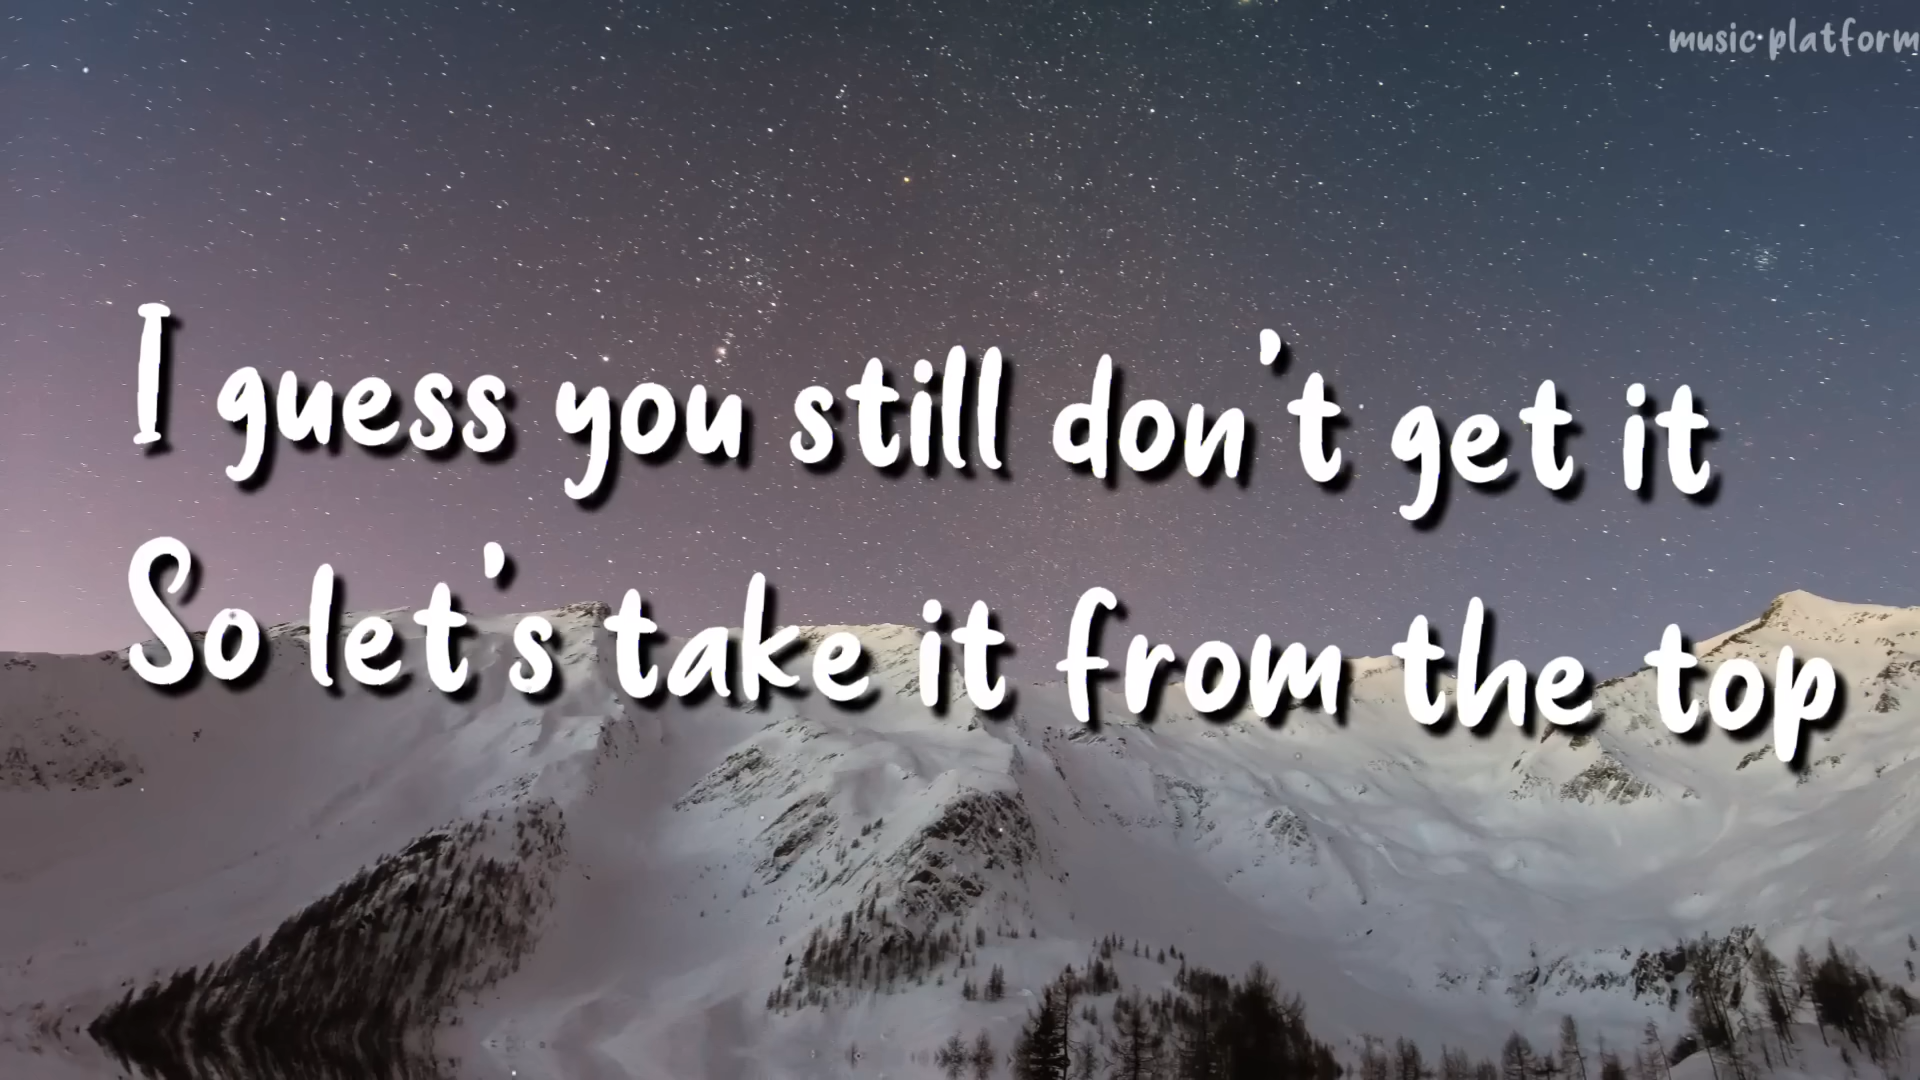 music platform
I guess you still don't get it
So let's take it from the top